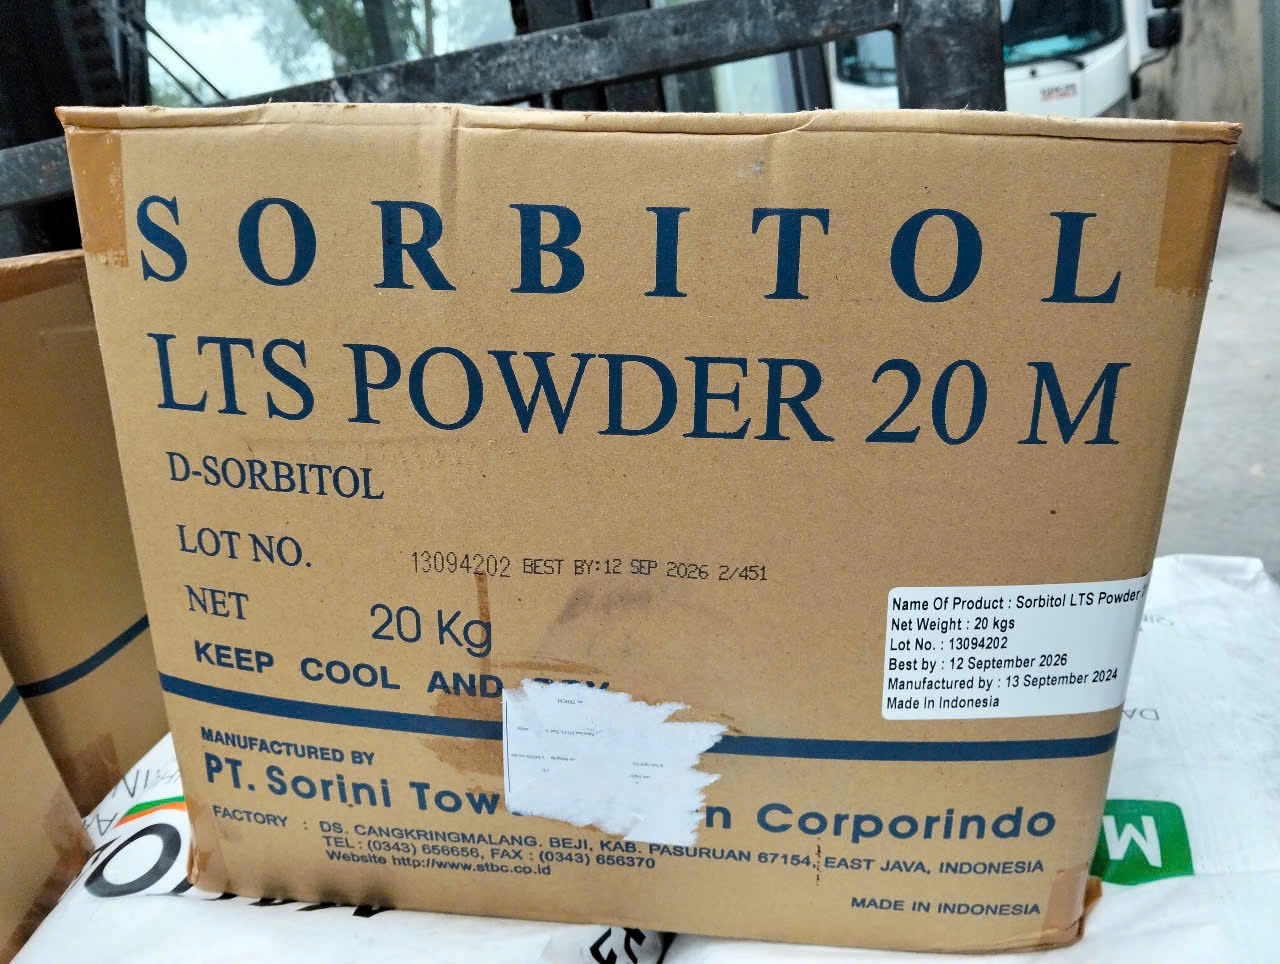 SORBITOL
LTS POWDER 20 M
D-SORBITOL
LOT NO. 13094202 BEST BY:12 SEP 2026 2/451
NET 20 Kg
KEEP COOL AND
Name Of Product : Sorbitol LTS Powder
Net Weight : 20 kgs
Lot No. : 13094202
Best by : 12 September 2026
Manufactured by : 13 September 2024
Made In Indonesia
MANUFACTURED BY
PT. Sorini Corporindo
FACTORY : DS. CANGKRINGMALANG. BEJI, KAB. PASURUAN 67154, EAST JAVA, INDONESIA
TEL : (0343) 656656, FAX : (0343) 656370
Website http://www.stbc.co.id
MADE IN INDONESIA
M